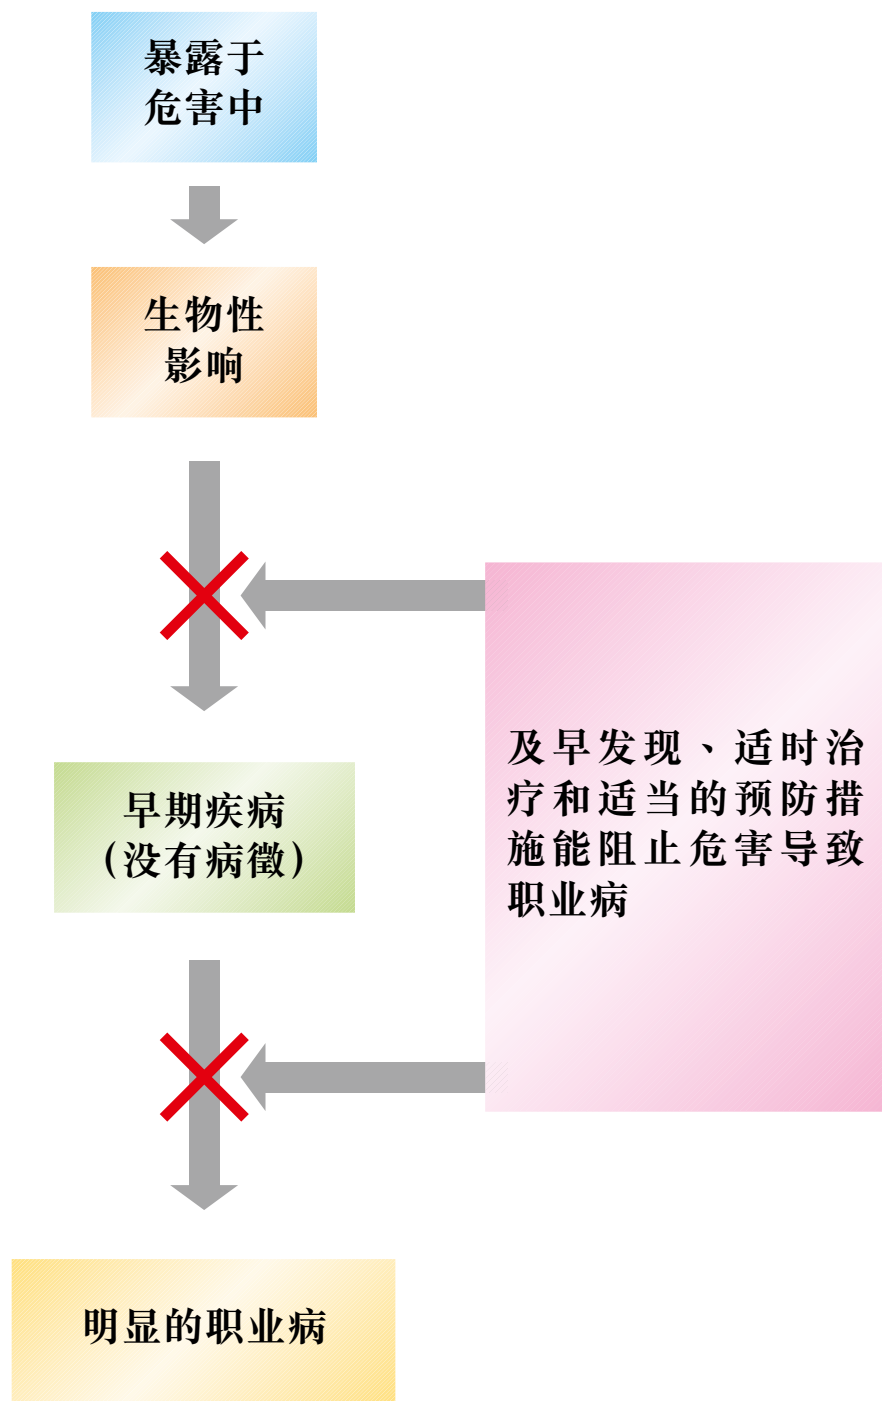 暴露于
危害中
生物性
影响
及早发现、适时治
疗和适当的预防措
施能阻止危害导致
职业病
早期疾病
(没有病徵)
明显的职业病